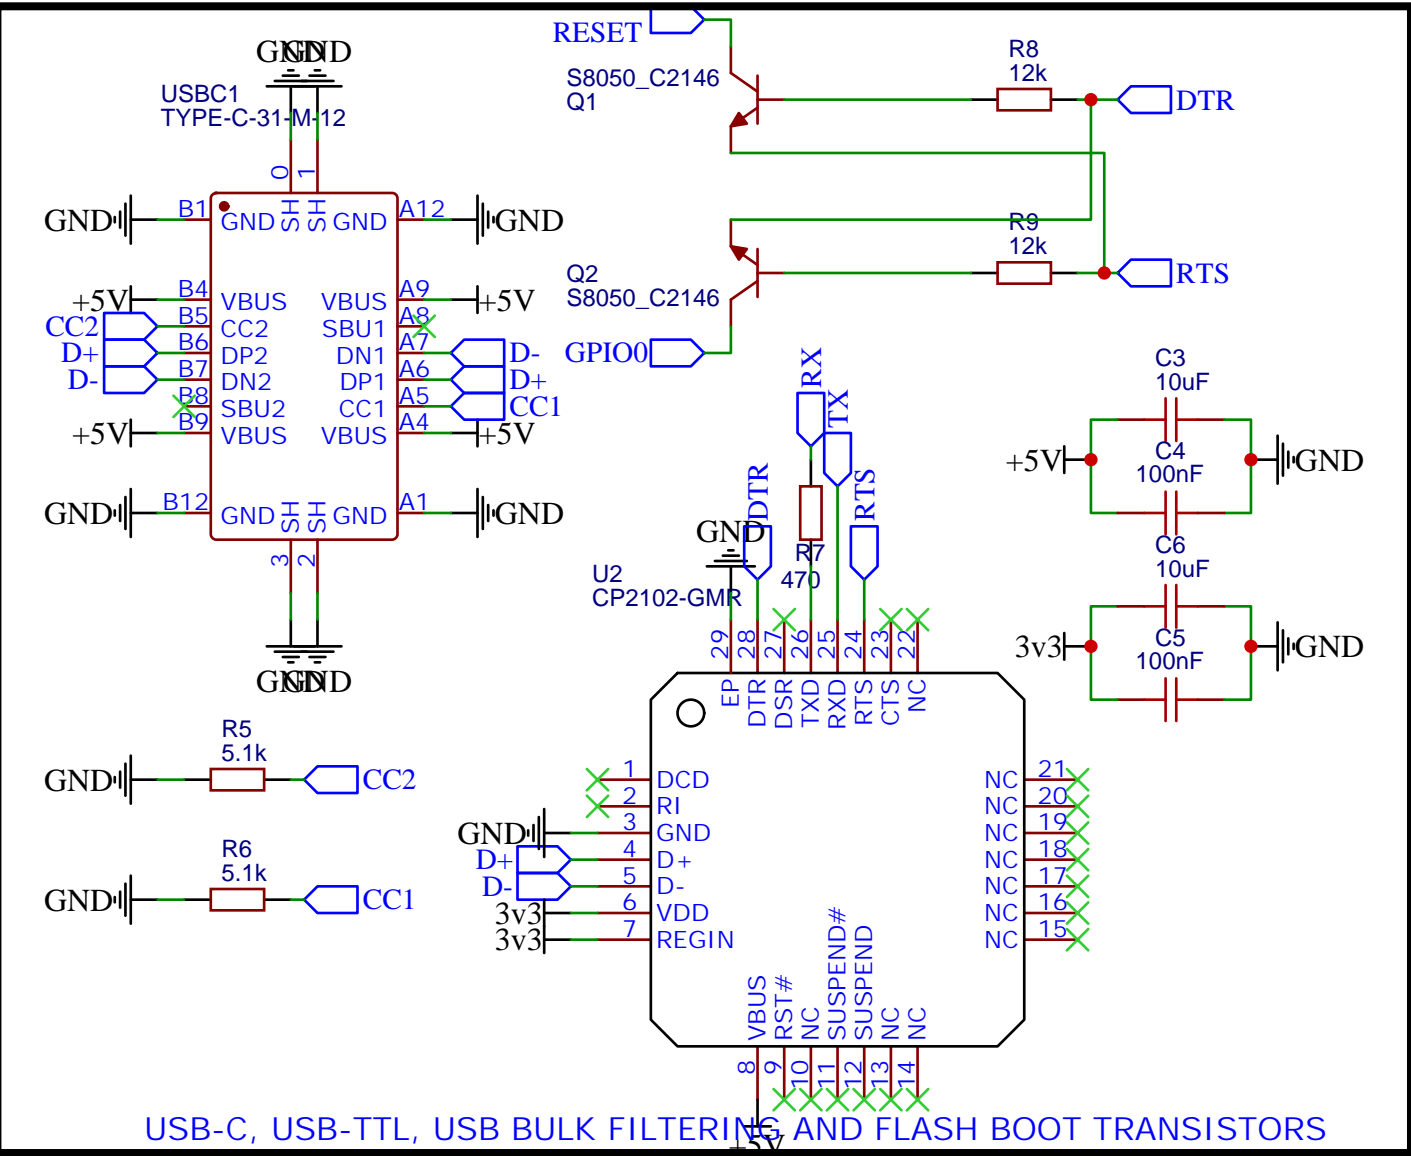 GND GND
USBC1
TYPE-C-31-M-12
0
1
GND
B1
GND
SH
SH
GND
A12
GND
+5V
B4
VBUS
VBUS
A9
+5V
CC2
B5
CC2
SBU1
A8
D+
B6
DP2
DN1
A7
D-
D-
B7
DN2
DP1
A6
D+
B8
SBU2
CC1
A5
CC1
+5V
B9
VBUS
VBUS
A4
+5V
GND
B12
GND
SH
SH
GND
A1
GND
3
2
GND GND
R5
5.1k
GND
CC2
R6
5.1k
GND
CC1
RESET
S8050_C2146
Q1
R8
12k
DTR
R9
12k
Q2
S8050_C2146
RTS
GPIO0
RX
TX
DTR
RTS
GND
R7
470
U2
CP2102-GMR
29
28
27
26
25
24
23
22
EP
DTR
DSR
TXD
RXD
RTS
CTS
NC
1
DCD
2
RI
GND
3
GND
D+
4
D+
D-
5
D-
3v3
6
VDD
3v3
7
REGIN
NC
21
NC
20
NC
19
NC
18
NC
17
NC
16
NC
15
VBUS
RST#
NC
SUSPEND#
SUSPEND
NC
NC
8
9
10
11
12
13
14
+5V
C3
10uF
+5V
GND
C4
100nF
C6
10uF
3v3
GND
C5
100nF
USB-C, USB-TTL, USB BULK FILTERING AND FLASH BOOT TRANSISTORS